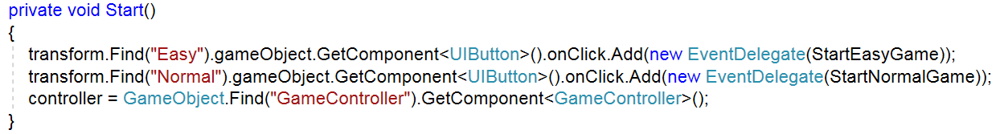 private void Start()
{
transform.Find("Easy").gameObject.GetComponent<UIButton>().onClick.Add(new EventDelegate(StartEasyGame));
transform.Find("Normal").gameObject.GetComponent<UIButton>().onClick.Add(new EventDelegate(StartNormalGame));
controller = GameObject.Find("GameController").GetComponent<GameController>();
}